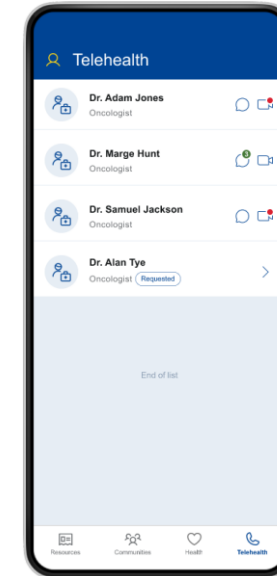 Telehealth
Dr. Adam Jones
Oncologist
Dr. Marge Hunt
Oncologist
3
Dr. Samuel Jackson
Oncologist
Dr. Alan Tye
Oncologist Requested
End of list
Resources Communities Health Telehealth